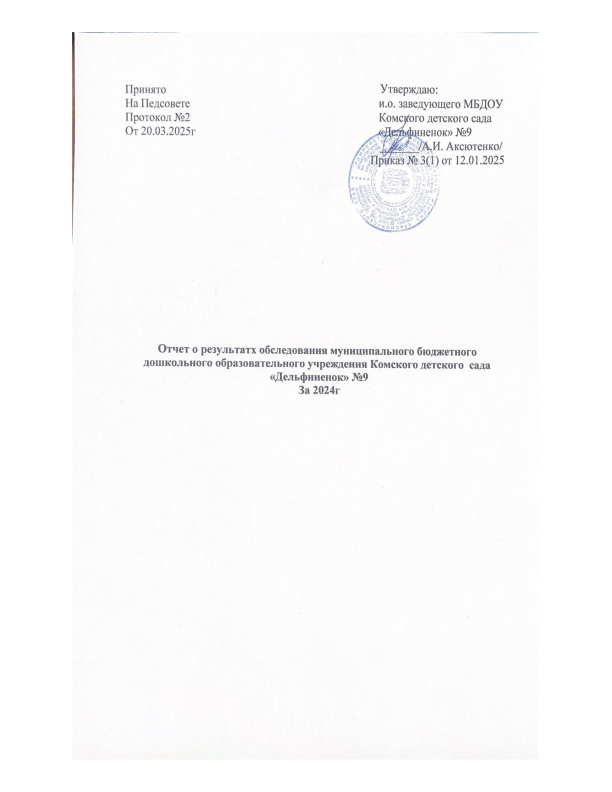 Принято
На Педсовете
Протокол №2
От 20.03.2025г
Утверждаю:
и.о. заведующего МБДОУ
Комского детского сада
«Дельфиненок» №9
/А.И. Аксютенко/
Приказ № 3(1) от 12.01.2025
Отчет о результатх обследования муниципального бюджетного
дошкольного образовательного учреждения Комского детского сада
«Дельфиненок» №9
За 2024г